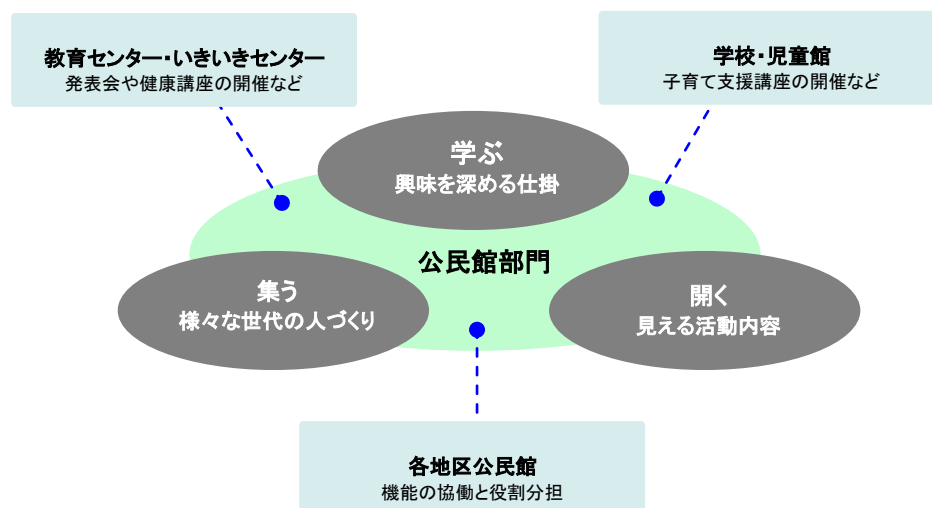 教育センター・いきいきセンター
発表会や健康講座の開催など
学校・児童館
子育て支援講座の開催など
学ぶ
興味を深める仕掛
公民館部門
集う
様々な世代の人づくり
開く
見える活動内容
各地区公民館
機能の協働と役割分担